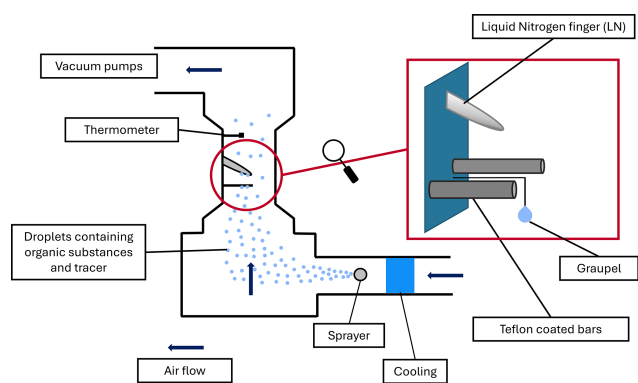 Liquid Nitrogen finger (LN)
Vacuum pumps
Thermometer
Droplets containing
organic substances
and tracer
Graupel
Teflon coated bars
Sprayer
Cooling
Air flow